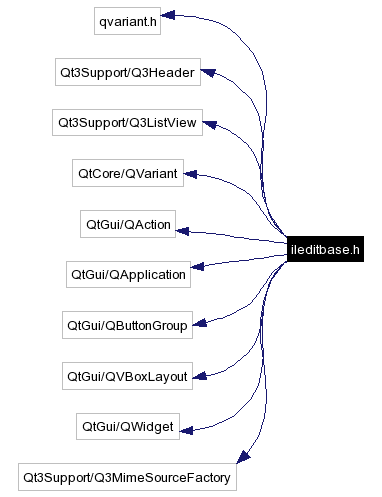 qvariant.h
Qt3Support/Q3Header
Qt3Support/Q3ListView
QtCore/QVariant
QtGui/QAction
ileditbase.h
QtGui/QApplication
QtGui/QButtonGroup
QtGui/QVBoxLayout
QtGui/QWidget
Qt3Support/Q3MimeSourceFactory